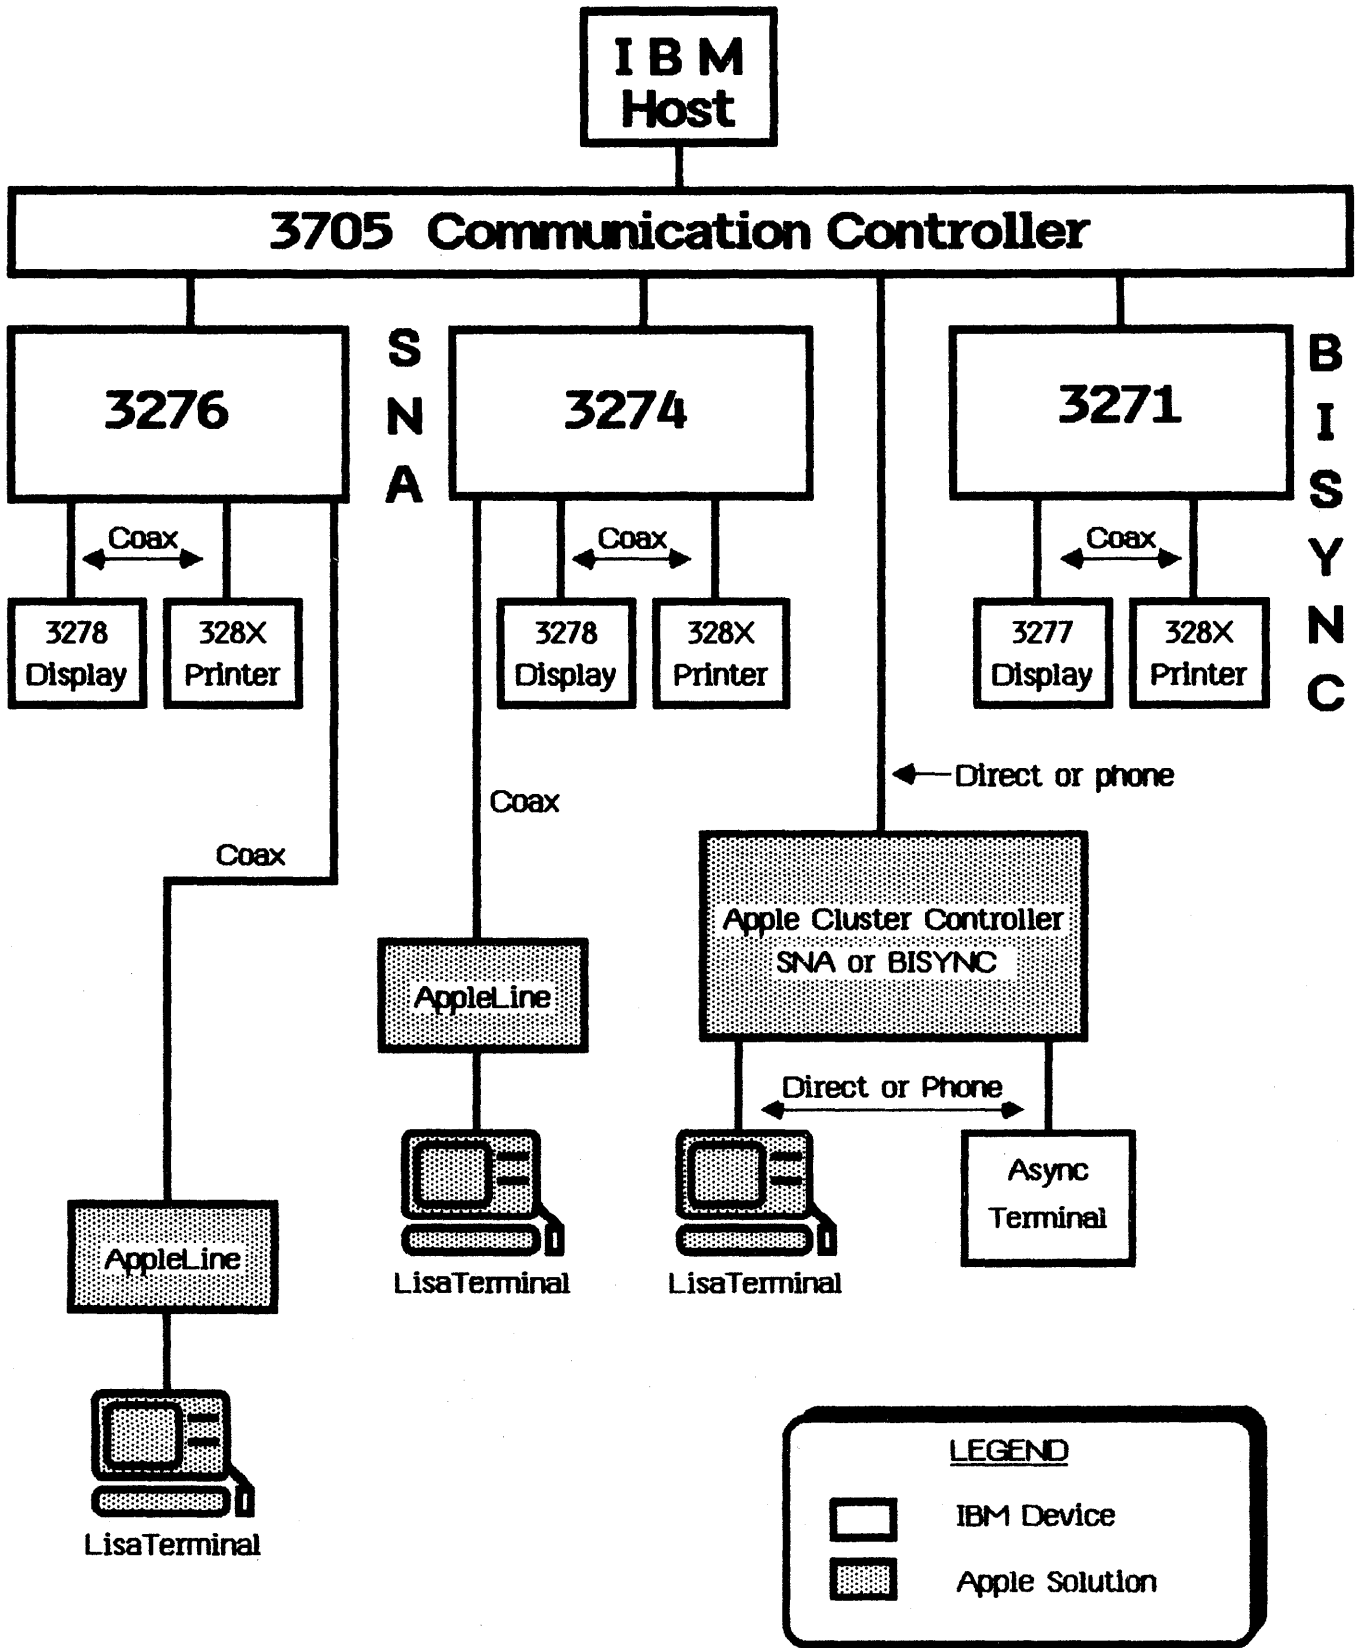 IBM
Host
3705 Communication Controller
3276
SNA
3274
3271
BISYNC
Coax
Coax
Coax
3278
Display
328X
Printer
3278
Display
328X
Printer
3277
Display
328X
Printer
Direct or phone
Coax
Coax
Apple Cluster Controller
SNA or BISYNC
AppleLine
Direct or Phone
Async
Terminal
AppleLine
LisaTerminal
LisaTerminal
LEGEND
IBM Device
Apple Solution
LisaTerminal